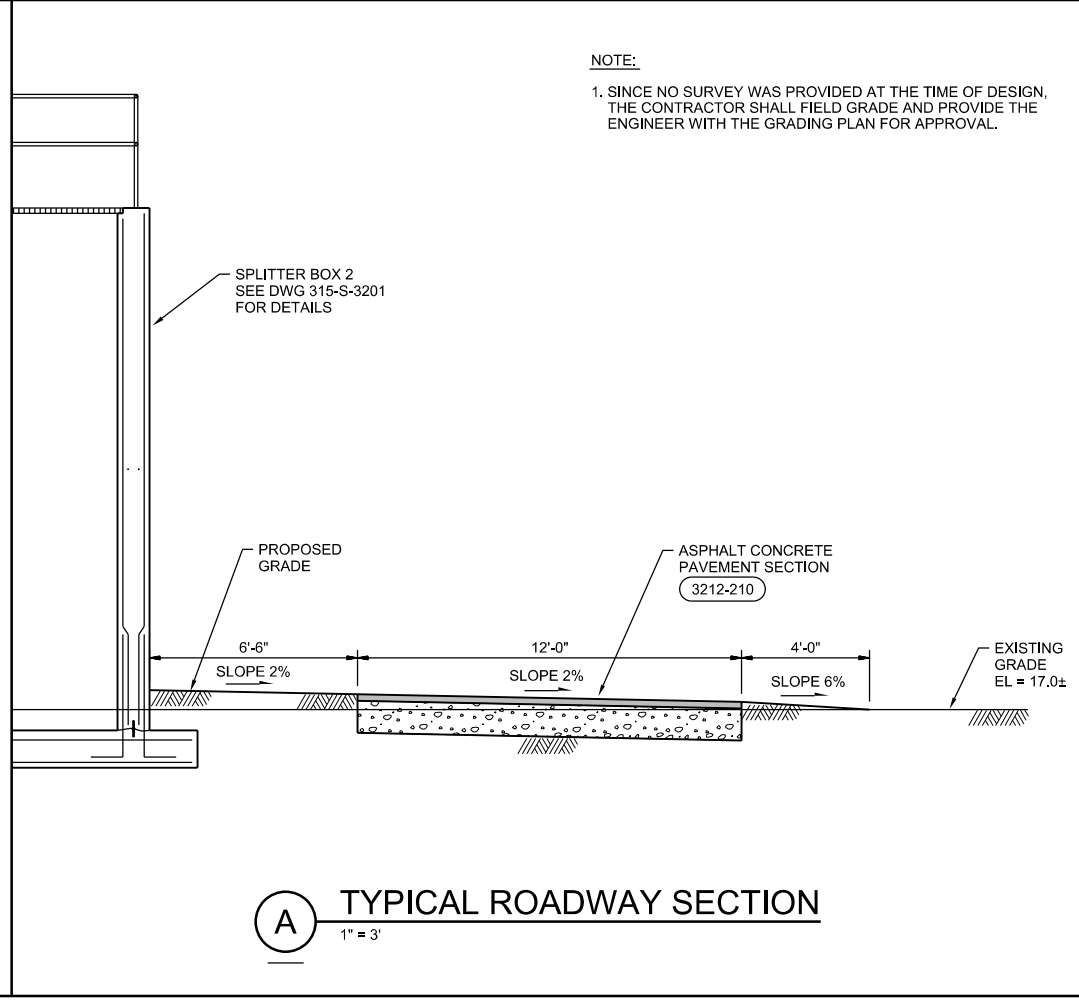 NOTE:
1. SINCE NO SURVEY WAS PROVIDED AT THE TIME OF DESIGN,
THE CONTRACTOR SHALL FIELD GRADE AND PROVIDE THE
ENGINEER WITH THE GRADING PLAN FOR APPROVAL.
SPLITTER BOX 2
SEE DWG 315-S-3201
FOR DETAILS
PROPOSED
GRADE
ASPHALT CONCRETE
PAVEMENT SECTION
3212-210
6'-6"
12'-0"
4'-0"
SLOPE 2%
SLOPE 2%
SLOPE 6%
EXISTING
GRADE
EL = 17.0±
A
TYPICAL ROADWAY SECTION
1" = 3'